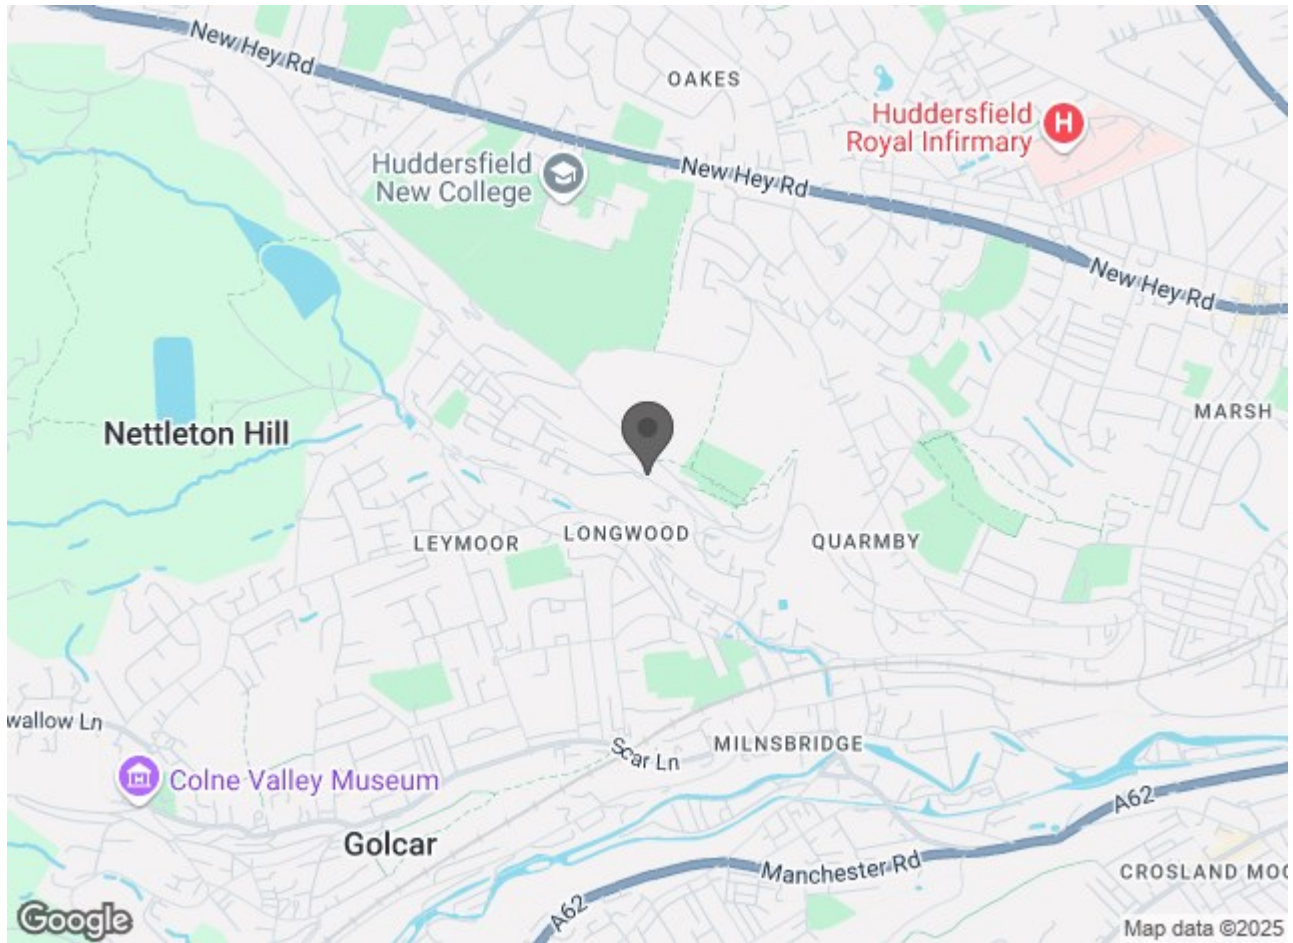 New Hey Rd
OAKES
Huddersfield
Royal Infirmary
H
Huddersfield
New College
New Hey Rd
New Hey Rd
MARSH
Nettleton Hill
LEYMOOR
LONGWOOD
QUARMBY
wallow Ln
Scar Ln
MILNSBRIDGE
Colne Valley Museum
A62
Golcar
Manchester Rd
CROSLAND MOO
A62
Google
Map data ©2025